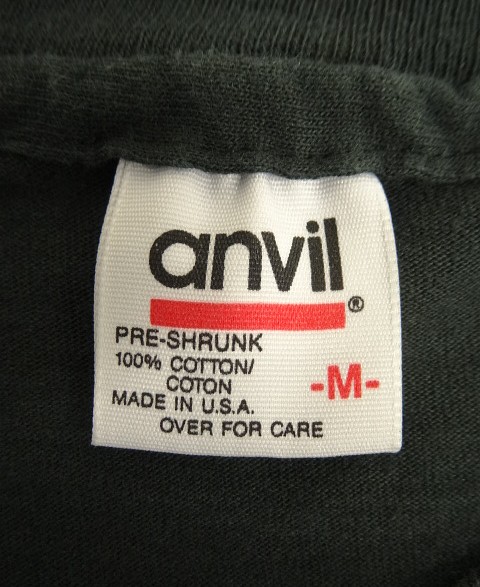 anvil®
PRE-SHRUNK
100% COTTON/
COTON
-M-
MADE IN U.S.A.
OVER FOR CARE